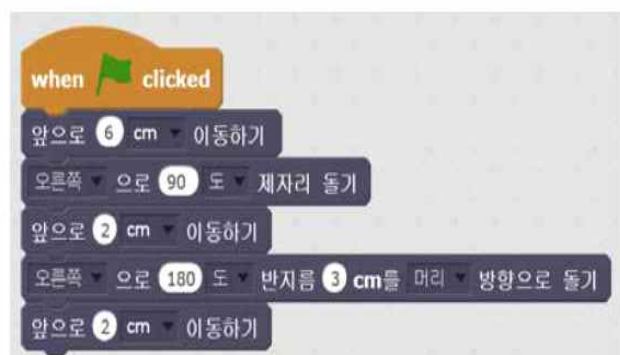 when clicked
앞으로 6 cm 이동하기
오른쪽 으로 90 도 제자리 돌기
앞으로 2 cm 이동하기
오른쪽 으로 180 도 반지름 3 cm를 머리 방향으로 돌기
앞으로 2 cm 이동하기